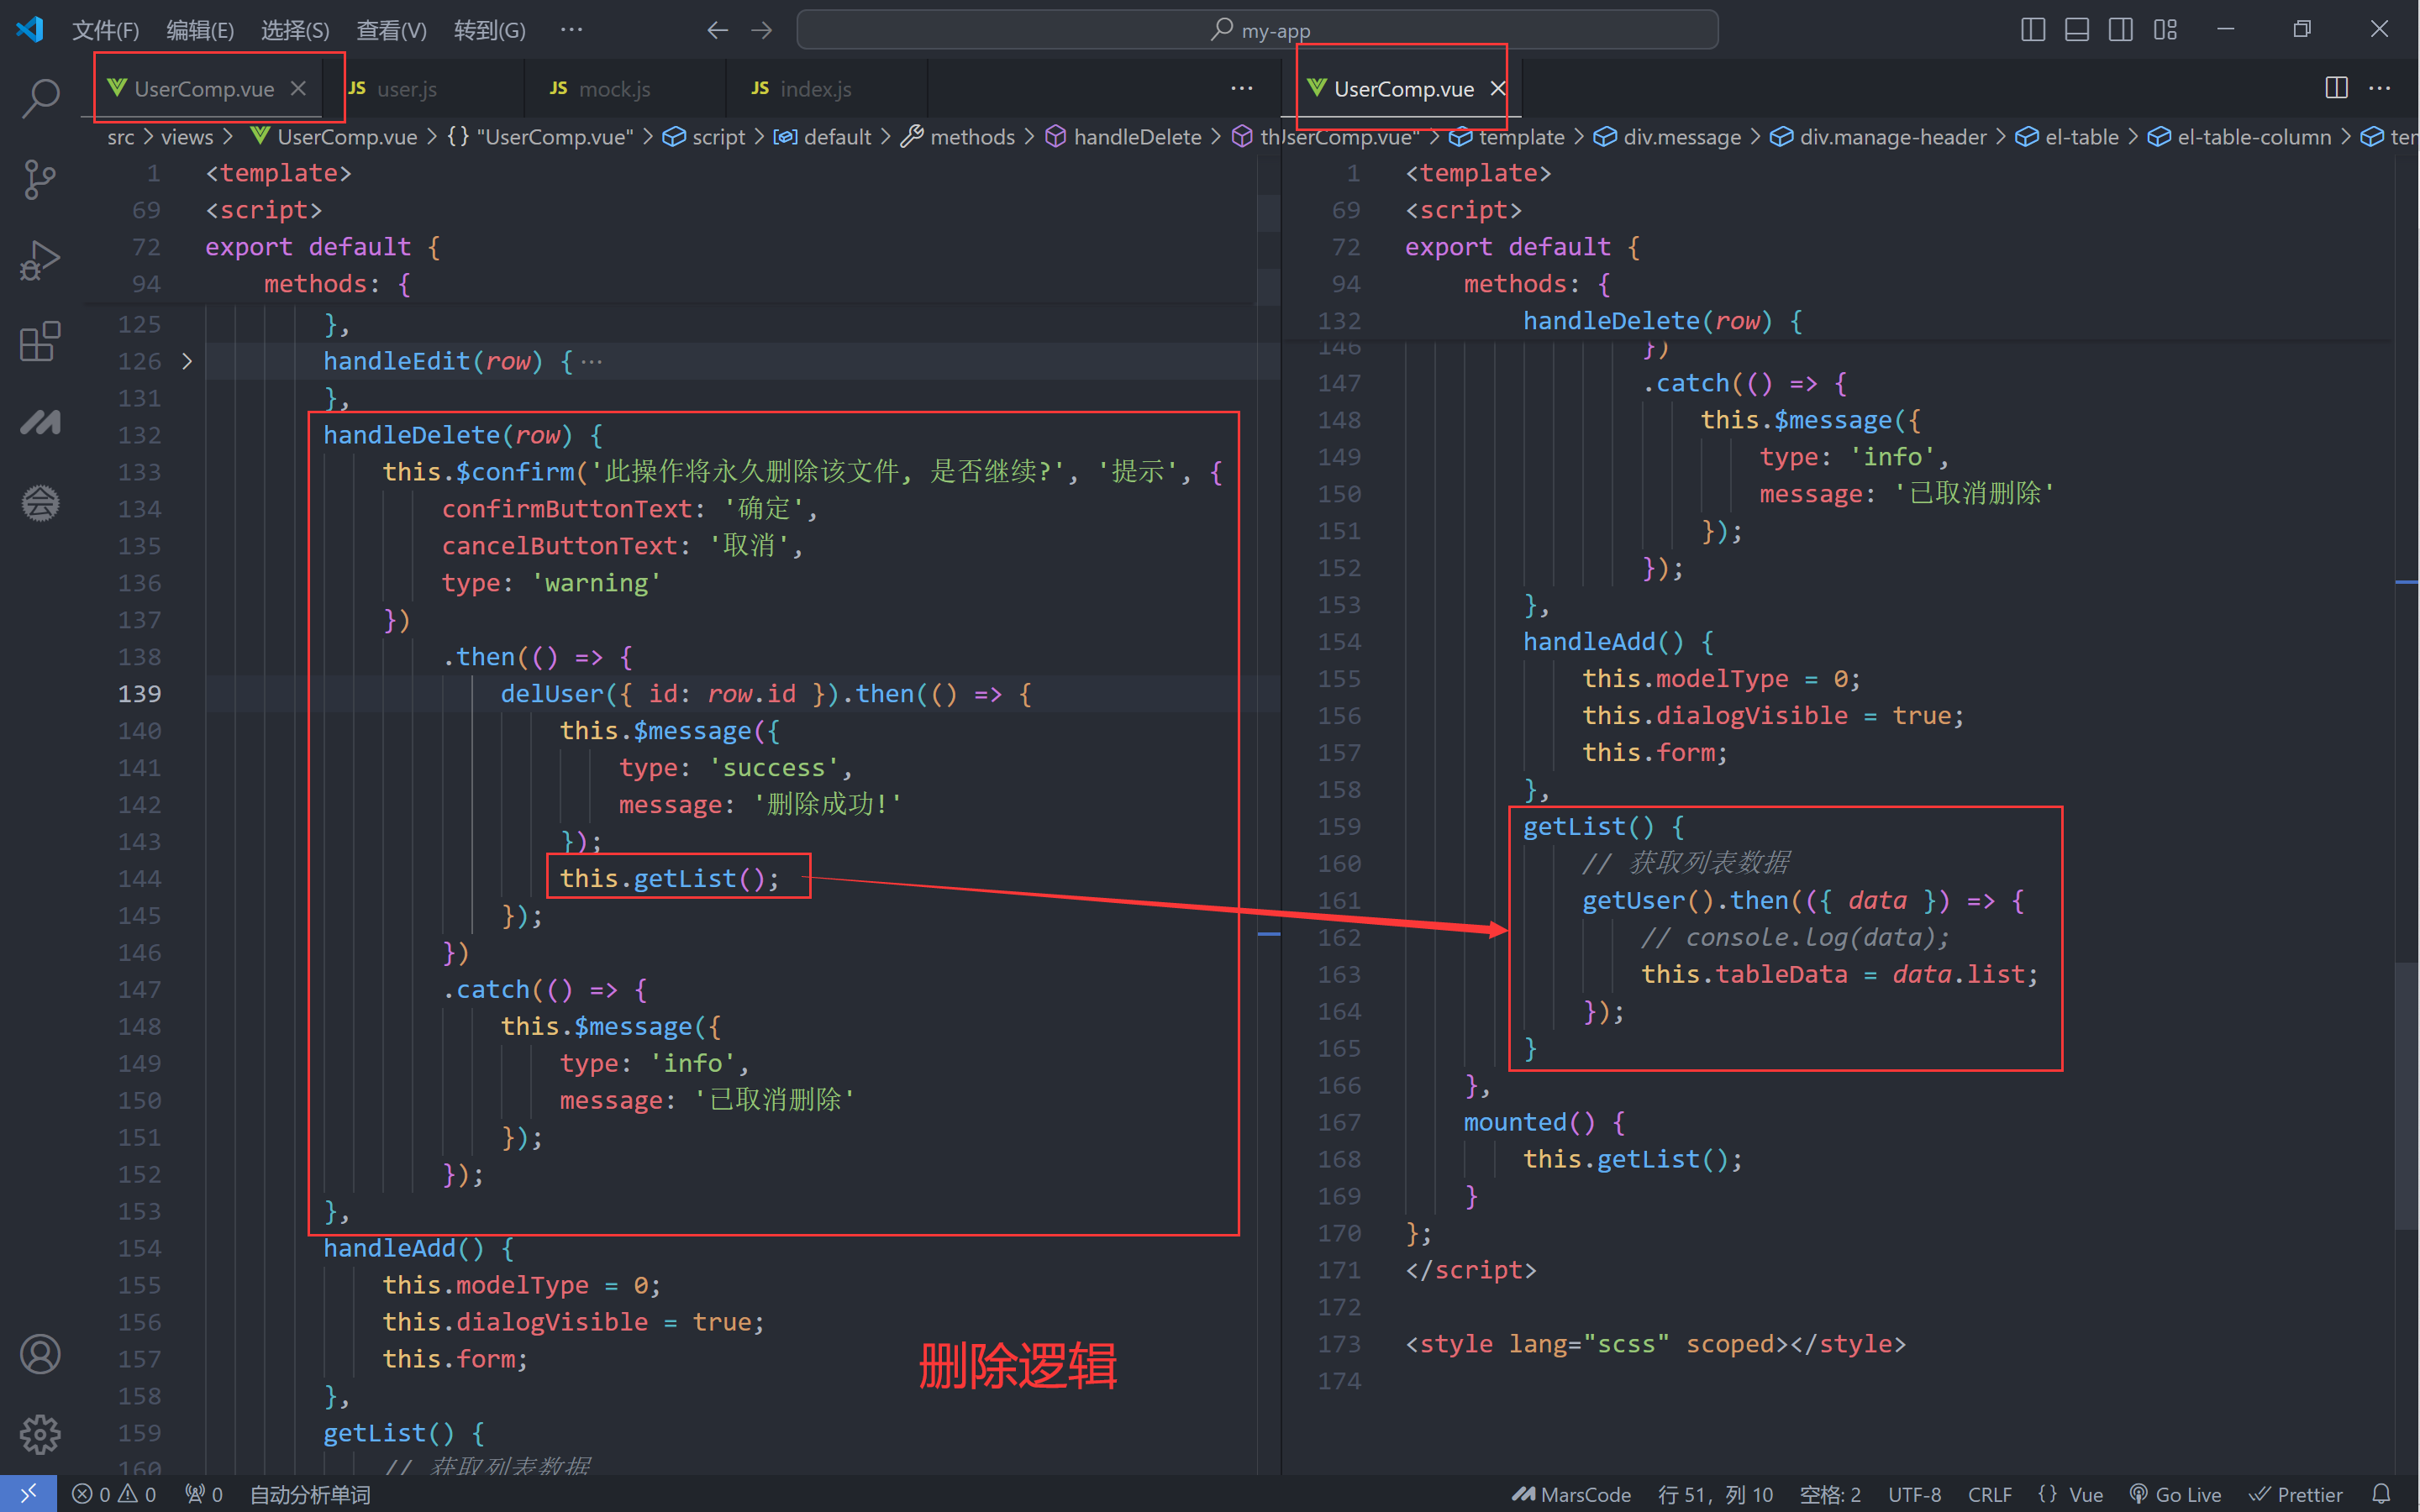 文件(F) 编辑(E) 选择(S) 查看(V) 转到(G) ··· my-app
UserComp.vue JS user.js JS mock.js JS index.js ···
src > views > UserComp.vue > {} "UserComp.vue" > script > default > methods > handleDelete > th
1 <template>
69 <script>
72 export default {
94 methods: {
125 },
126 handleEdit(row) { ···
131 },
132 handleDelete(row) {
133 this.$confirm('此操作将永久删除该文件, 是否继续?', '提示', {
134 confirmButtonText: '确定',
135 cancelButtonText: '取消',
136 type: 'warning'
137 })
138 .then(() => {
139 delUser({ id: row.id }).then(() => {
140 this.$message({
141 type: 'success',
142 message: '删除成功!'
143 });
144 this.getList();
145 });
146 })
147 .catch(() => {
148 this.$message({
149 type: 'info',
150 message: '已取消删除'
151 });
152 });
153 },
154 handleAdd() {
155 this.modelType = 0;
156 this.dialogVisible = true;
157 this.form;
158 },
159 getList() {
160 // 获取列表数据
删除逻辑
UserComp.vue ···
UserComp.vue" > template > div.message > div.manage-header > el-table > el-table-column > ten
1 <template>
69 <script>
72 export default {
94 methods: {
132 handleDelete(row) {
146 })
147 .catch(() => {
148 this.$message({
149 type: 'info',
150 message: '已取消删除'
151 });
152 });
153 },
154 handleAdd() {
155 this.modelType = 0;
156 this.dialogVisible = true;
157 this.form;
158 },
159 getList() {
160 // 获取列表数据
161 getUser().then(({ data }) => {
162 // console.log(data);
163 this.tableData = data.list;
164 });
165 }
166 },
167 mounted() {
168 this.getList();
169 }
170 };
171 </script>
172
173 <style lang="scss" scoped></style>
174
0 0 0 自动分析单词 MarsCode 行 51, 列 10 空格: 2 UTF-8 CRLF {} Vue Go Live Prettier